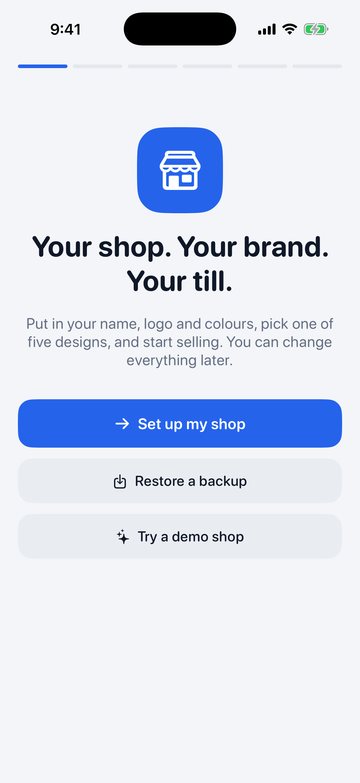 9:41
Your shop. Your brand.
Your till.
Put in your name, logo and colours, pick one of
five designs, and start selling. You can change
everything later.
Set up my shop
Restore a backup
Try a demo shop